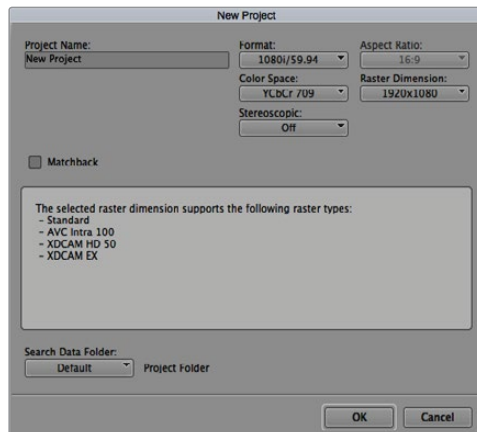 New Project
Project Name:
New Project
Format:
1080i/59.94
Aspect Ratio:
16:9
Color Space:
YCbCr 709
Raster Dimension:
1920x1080
Stereoscopic:
Off
Matchback
The selected raster dimension supports the following raster types:
- Standard
- AVC Intra 100
- XDCAM HD 50
- XDCAM EX
Search Data Folder:
Default
Project Folder
OK
Cancel